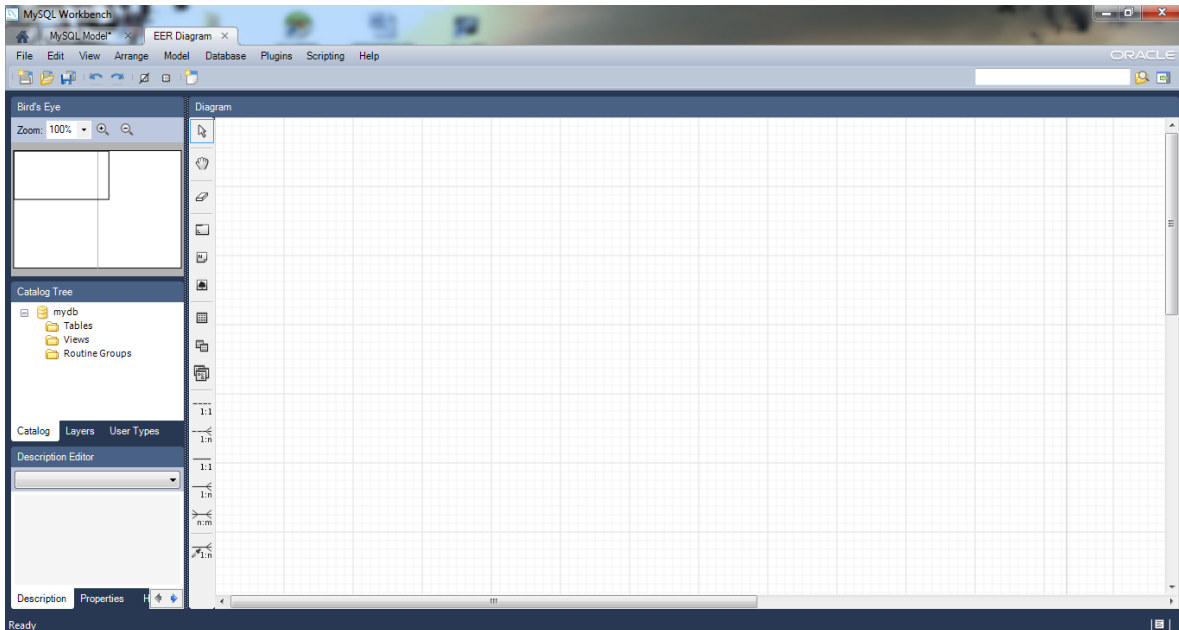 MySQL Workbench
MySQL Model* EER Diagram
File Edit View Arrange Model Database Plugins Scripting Help ORACLE
Bird's Eye Diagram
Zoom: 100%
Catalog Tree
mydb
Tables
Views
Routine Groups
1:1
Catalog Layers User Types
1:n
Description Editor
1:1
1:n
n:m
1:n
Description Properties H
Ready